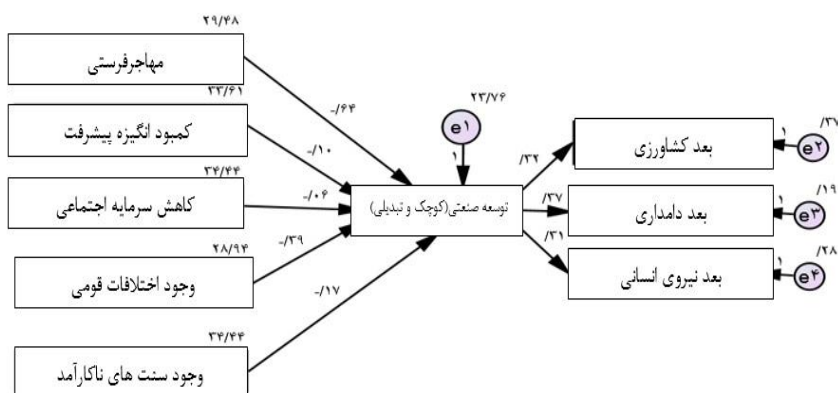 ۲۹/۴۸
مهاجرفرستی
۳۳/۶۱
کمبود انگیزه پیشرفت
۳۴/۴۴
کاهش سرمایه اجتماعی
۲۸/۹۴
وجود اختلافات قومی
۳۴/۴۴
وجود سنت های ناکارآمد
-/۶۴
-/۱۰
-/۰۶
-/۳۹
-/۱۷
۲۳/۷۶
e۱
۱
توسعه صنعتی(کوچک و تبدیلی)
/۳۲
/۳۷
/۳۱
بعد کشاورزی
بعد دامداری
بعد نیروی انسانی
/۳۷
۱
e۲
/۱۹
۱
e۳
/۲۸
۱
e۴